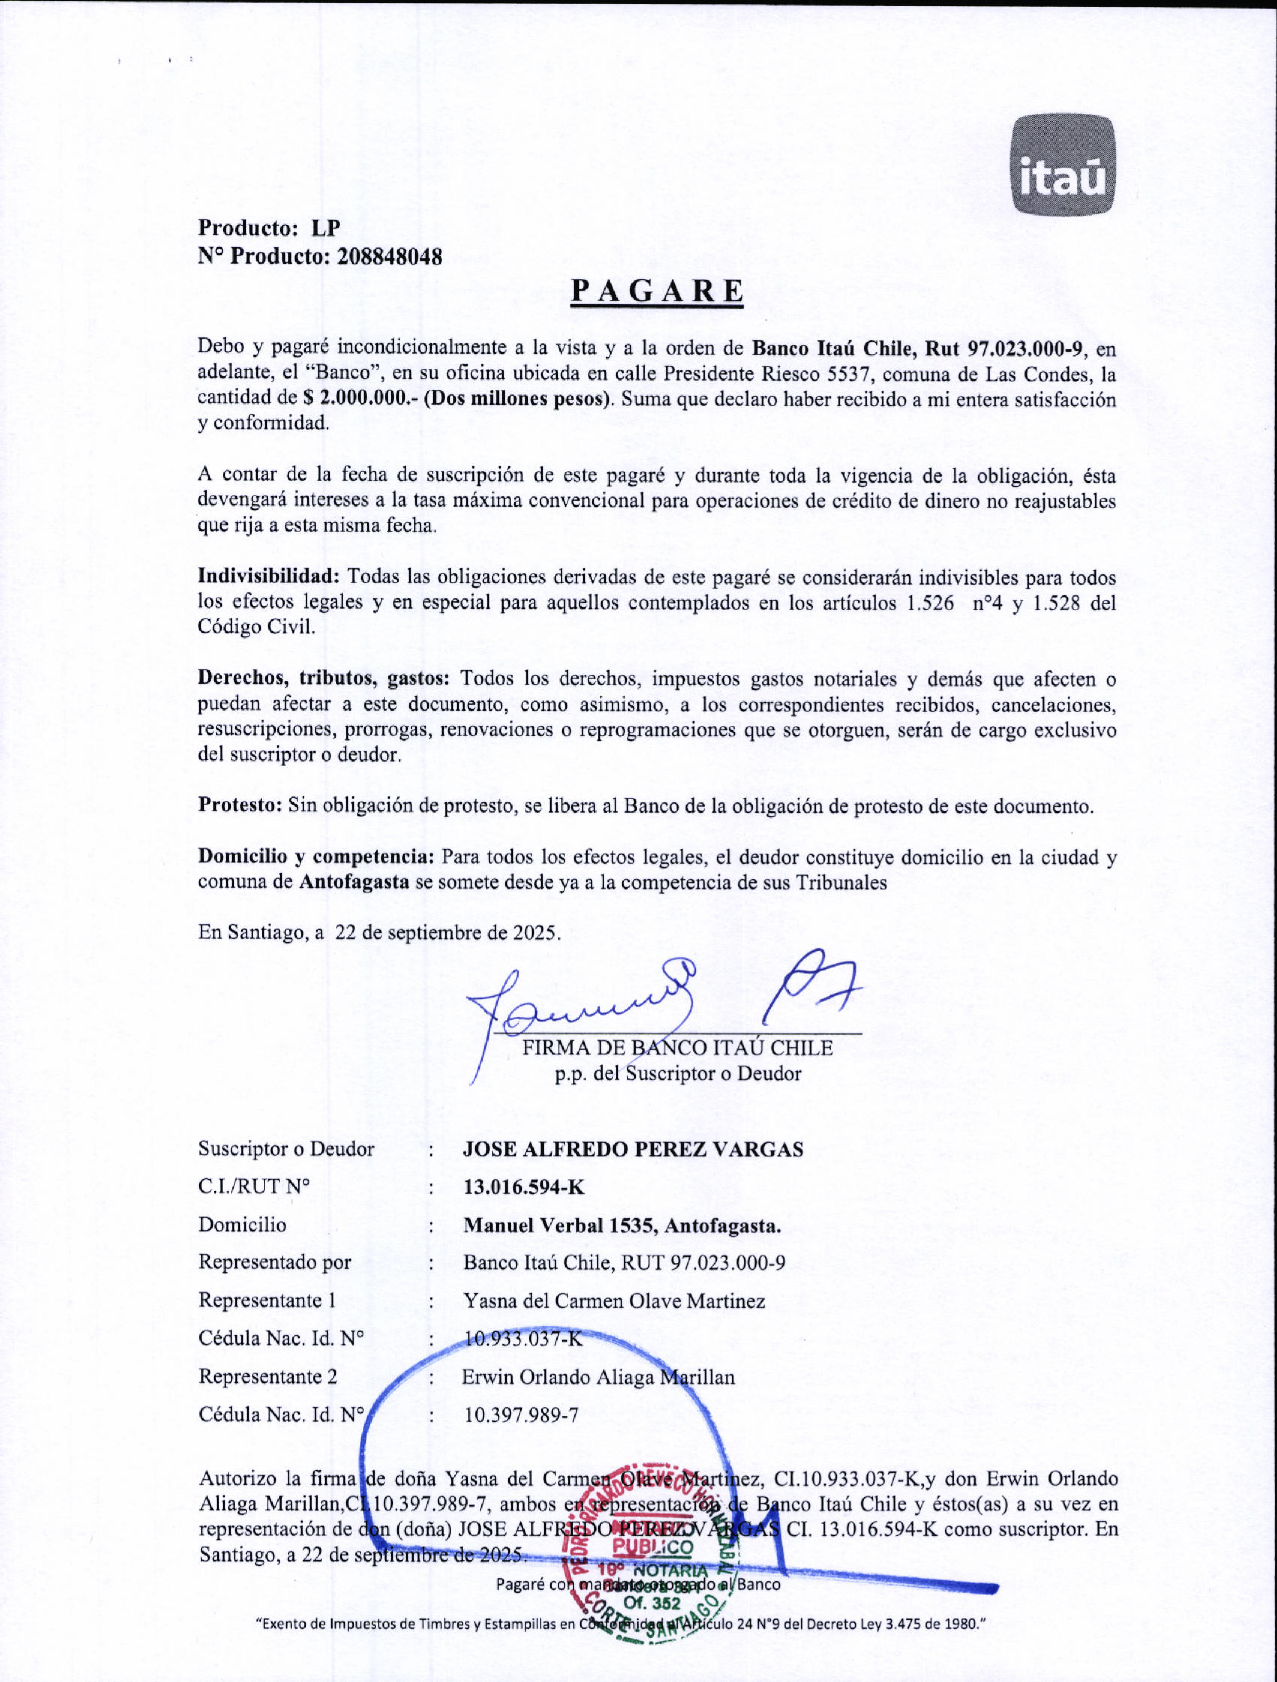 itaú
Producto: LP
N° Producto: 208848048
PAGARE
Debo y pagaré incondicionalmente a la vista y a la orden de Banco Itaú Chile, Rut 97.023.000-9, en
adelante, el “Banco”, en su oficina ubicada en calle Presidente Riesco 5537, comuna de Las Condes, la
cantidad de $ 2.000.000.- (Dos millones pesos). Suma que declaro haber recibido a mi entera satisfacción
y conformidad.
A contar de la fecha de suscripción de este pagaré y durante toda la vigencia de la obligación, ésta
devengará intereses a la tasa máxima convencional para operaciones de crédito de dinero no reajustables
que rija a esta misma fecha.
Indivisibilidad: Todas las obligaciones derivadas de este pagaré se considerarán indivisibles para todos
los efectos legales y en especial para aquellos contemplados en los artículos 1.526 n°4 y 1.528 del
Código Civil.
Derechos, tributos, gastos: Todos los derechos, impuestos gastos notariales y demás que afecten o
puedan afectar a este documento, como asimismo, a los correspondientes recibidos, cancelaciones,
resuscripciones, prorrogas, renovaciones o reprogramaciones que se otorguen, serán de cargo exclusivo
del suscriptor o deudor.
Protesto: Sin obligación de protesto, se libera al Banco de la obligación de protesto de este documento.
Domicilio y competencia: Para todos los efectos legales, el deudor constituye domicilio en la ciudad y
comuna de Antofagasta se somete desde ya a la competencia de sus Tribunales
En Santiago, a 22 de septiembre de 2025.
FIRMA DE BANCO ITAÚ CHILE
p.p. del Suscriptor o Deudor
Suscriptor o Deudor : JOSE ALFREDO PEREZ VARGAS
C.I./RUT N° : 13.016.594-K
Domicilio : Manuel Verbal 1535, Antofagasta.
Representado por : Banco Itaú Chile, RUT 97.023.000-9
Representante 1 : Yasna del Carmen Olave Martinez
Cédula Nac. Id. N° : 10.933.037-K
Representante 2 : Erwin Orlando Aliaga Marillan
Cédula Nac. Id. N° : 10.397.989-7
Autorizo la firma de doña Yasna del Carmen Olave Martinez, CI.10.933.037-K,y don Erwin Orlando
Aliaga Marillan,CI.10.397.989-7, ambos en representación de Banco Itaú Chile y éstos(as) a su vez en
representación de don (doña) JOSE ALFREDO PEREZ VARGAS CI. 13.016.594-K como suscriptor. En
Santiago, a 22 de septiembre de 2025.
PEDRO RICARDO REVECO HORMAZABAL
NOTARIO
PUBLICO
19° NOTARIA
Of. 352
CORTE - SANTIAGO
Pagaré con mandato otorgado al Banco
“Exento de Impuestos de Timbres y Estampillas en Conformidad al Artículo 24 N°9 del Decreto Ley 3.475 de 1980.”